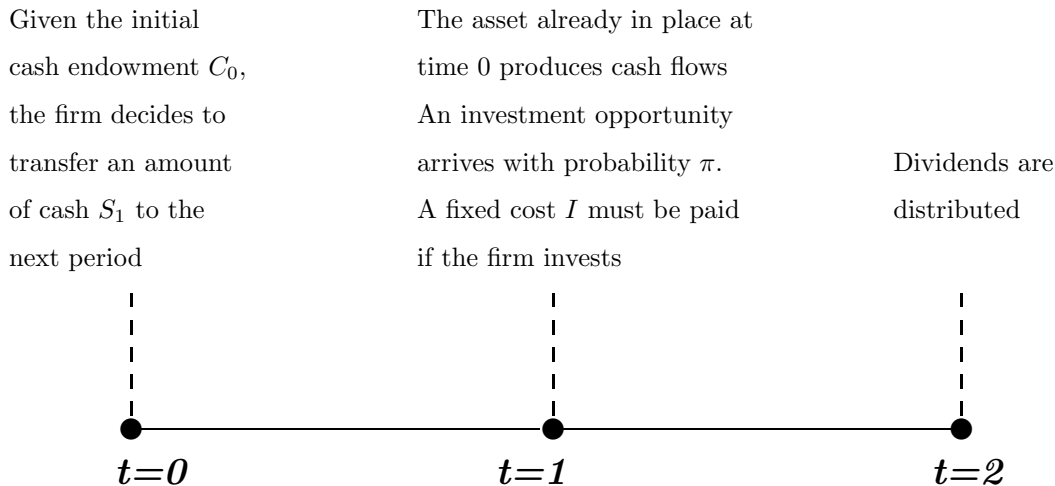 Given the initial
cash endowment C₀,
the firm decides to
transfer an amount
of cash S₁ to the
next period
The asset already in place at
time 0 produces cash flows
An investment opportunity
arrives with probability π.
A fixed cost I must be paid
if the firm invests
Dividends are
distributed
t=0
t=1
t=2